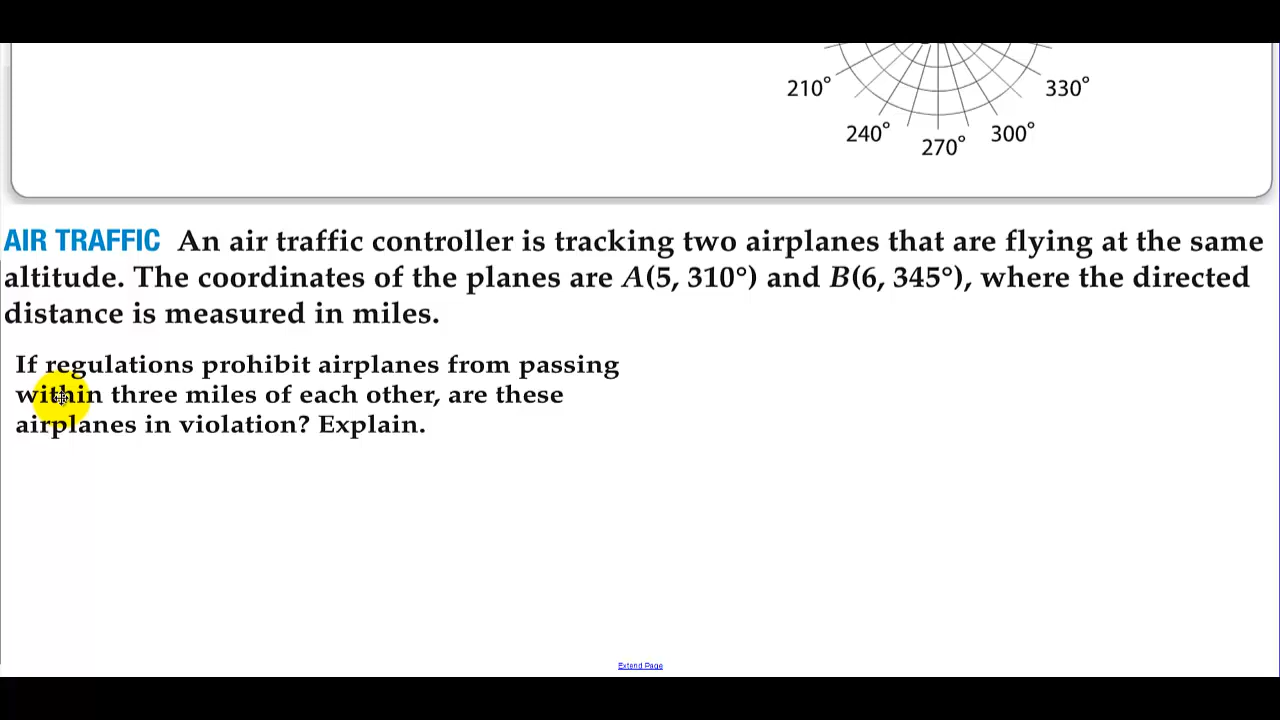 210°
330°
240°
300°
270°
AIR TRAFFIC An air traffic controller is tracking two airplanes that are flying at the same
altitude. The coordinates of the planes are A(5, 310°) and B(6, 345°), where the directed
distance is measured in miles.
If regulations prohibit airplanes from passing
within three miles of each other, are these
airplanes in violation? Explain.
Extend Page